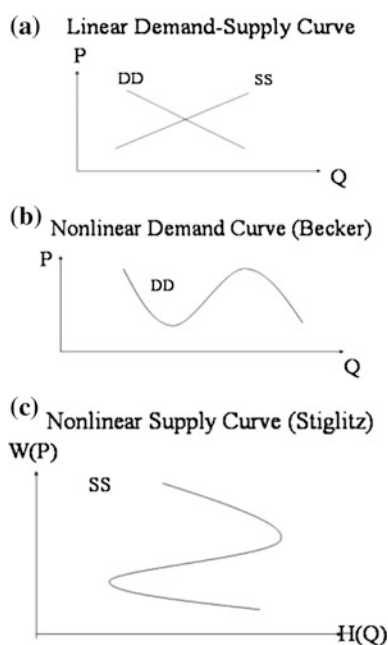 (a) Linear Demand-Supply Curve
P
DD SS
Q
(b) Nonlinear Demand Curve (Becker)
P
DD
Q
(c) Nonlinear Supply Curve (Stiglitz)
W(P)
SS
H(Q)